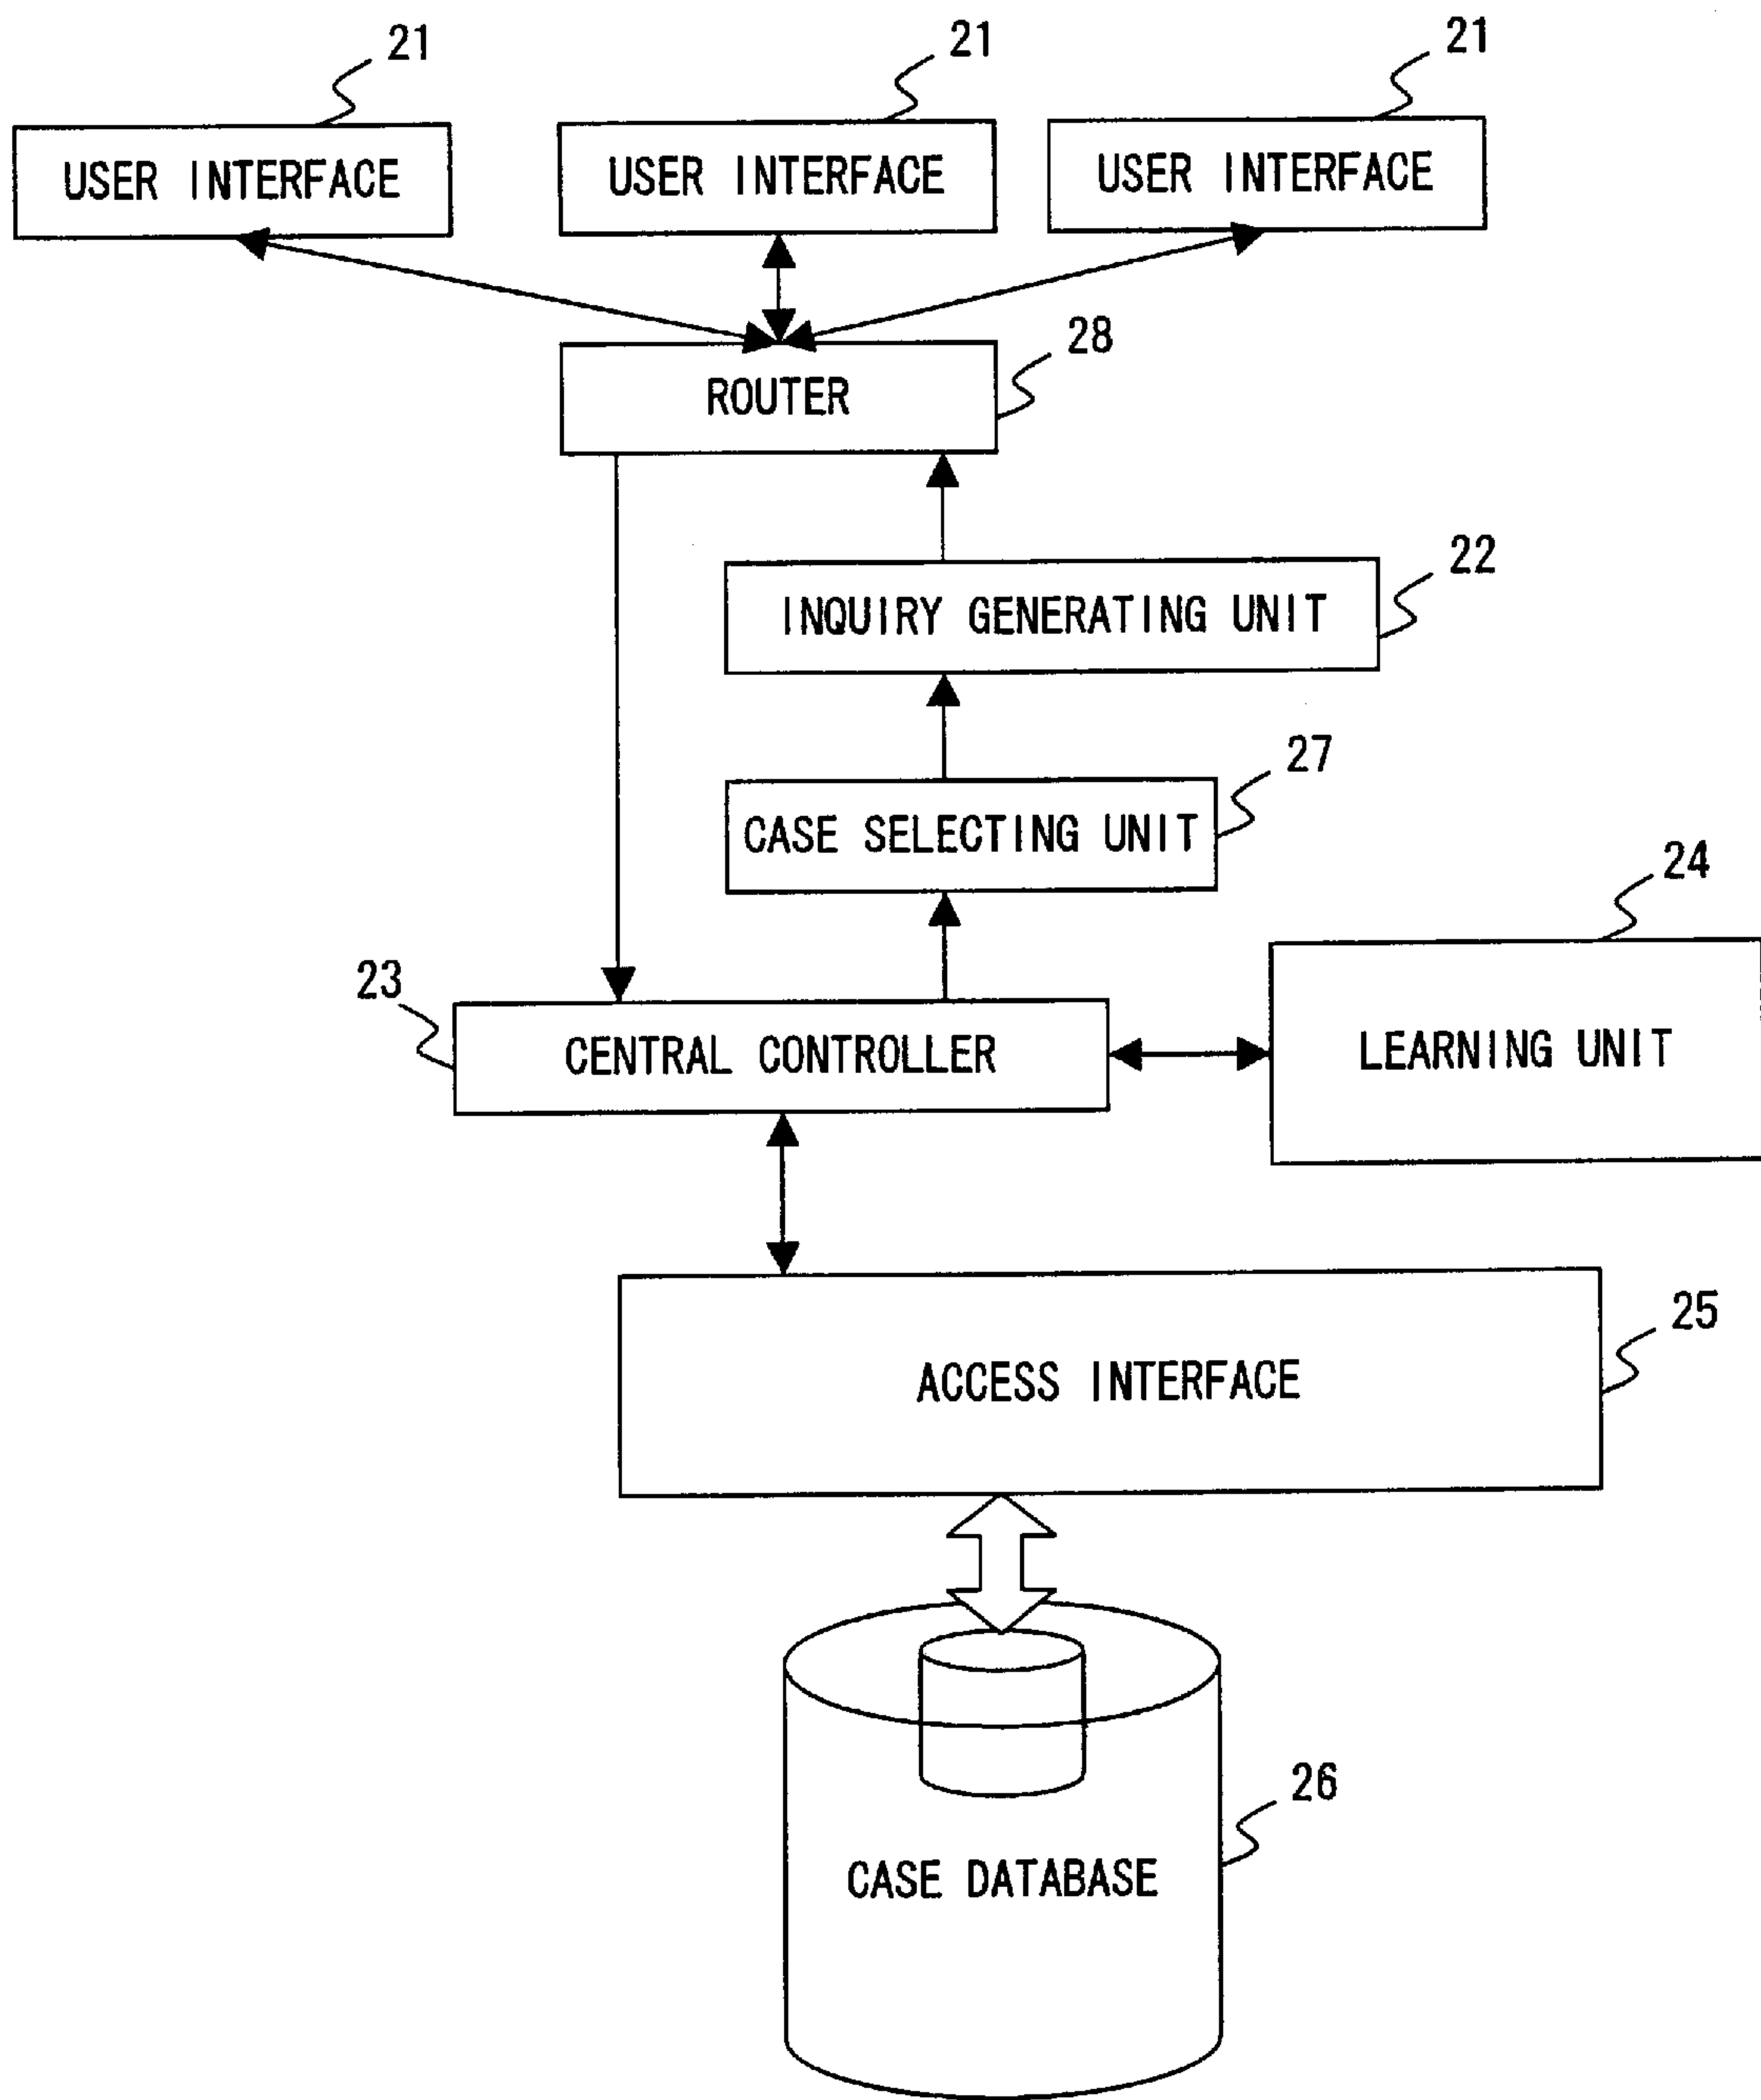 21
21
21
USER INTERFACE
USER INTERFACE
USER INTERFACE
28
ROUTER
22
INQUIRY GENERATING UNIT
27
CASE SELECTING UNIT
24
23
CENTRAL CONTROLLER
LEARNING UNIT
25
ACCESS INTERFACE
26
CASE DATABASE